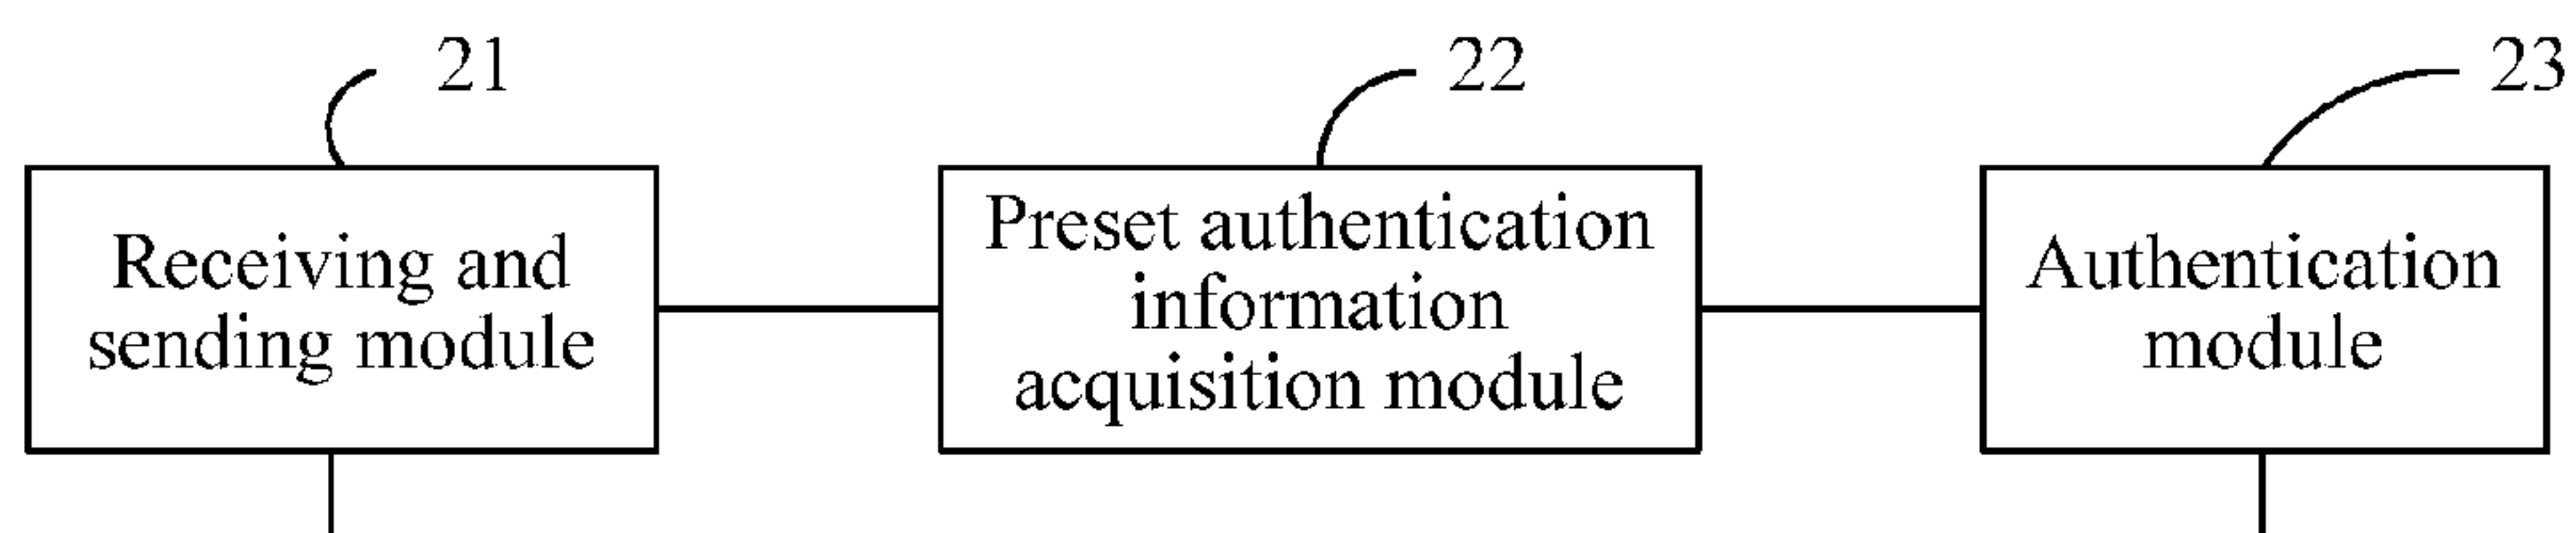 21
22
23
Receiving and
sending module
Preset authentication
information
acquisition module
Authentication
module